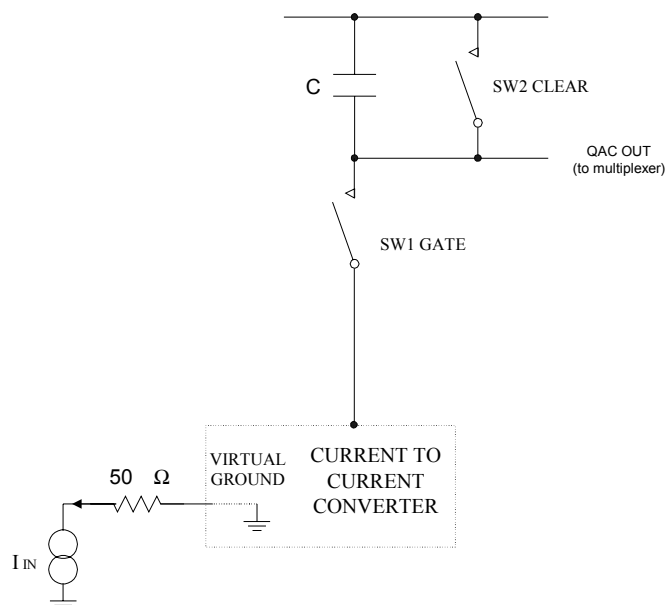 C
SW2 CLEAR
QAC OUT
(to multiplexer)
SW1 GATE
VIRTUAL
GROUND
CURRENT TO
CURRENT
CONVERTER
50 Ω
I IN